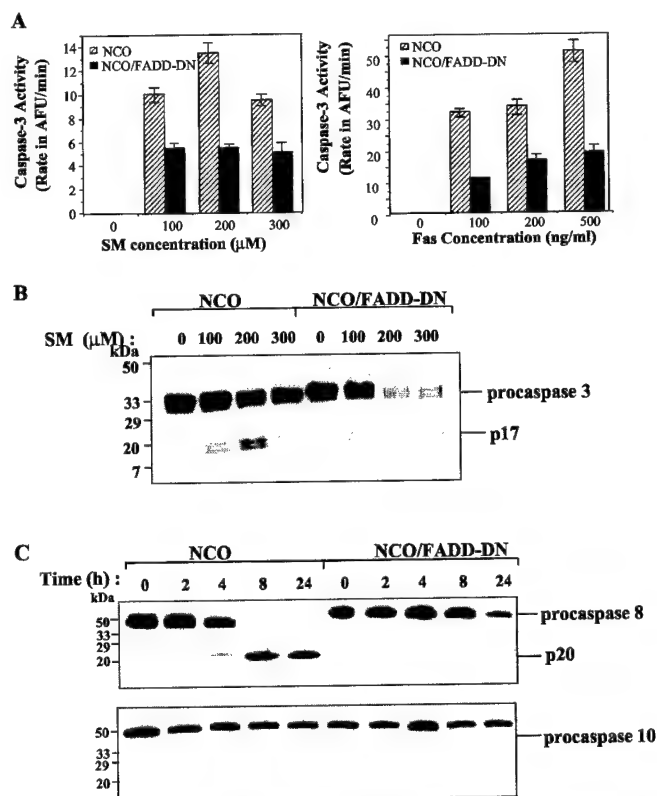 A
NCO
NCO/FADD-DN
Caspase-3 Activity
(Rate in AFU/min)
14
12
10
8
6
4
2
0
0 100 200 300
SM concentration (μM)
NCO
NCO/FADD-DN
Caspase-3 Activity
(Rate in AFU/min)
50
40
30
20
10
0
0 100 200 500
Fas Concentration (ng/ml)
B
NCO NCO/FADD-DN
SM (μM) : 0 100 200 300 0 100 200 300
kDa
50
33
29
20
7
procaspase 3
p17
C
NCO NCO/FADD-DN
Time (h) : 0 2 4 8 24 0 2 4 8 24
kDa
50
33
29
20
procaspase 8
p20
50
33
29
20
procaspase 10